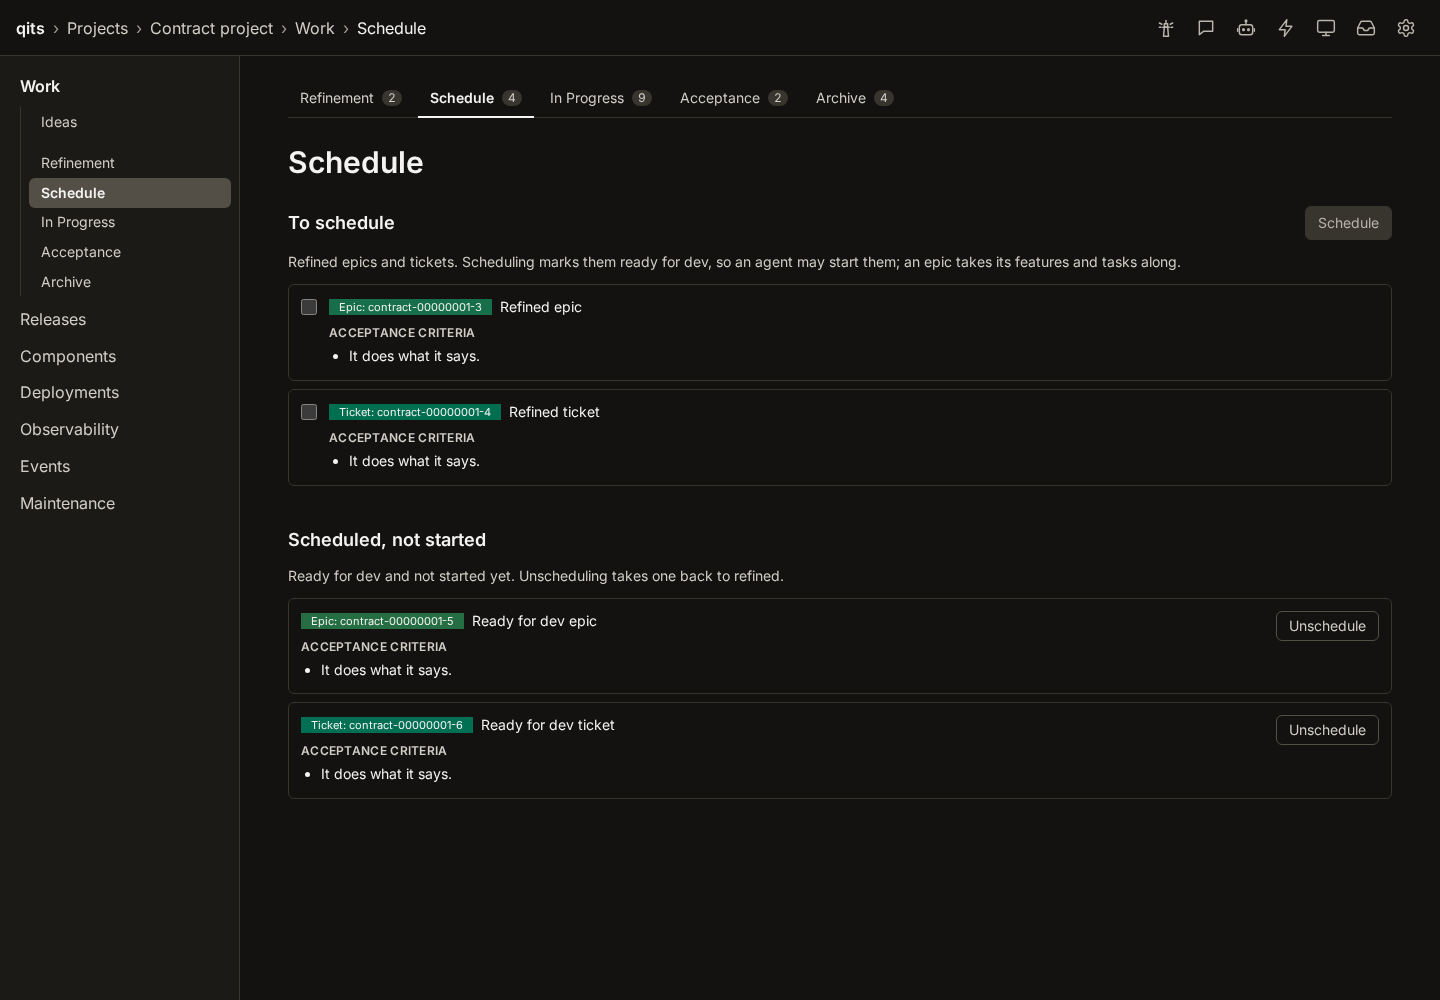 qits › Projects › Contract project › Work › Schedule
Work
Ideas
Refinement
Schedule
In Progress
Acceptance
Archive
Releases
Components
Deployments
Observability
Events
Maintenance
Refinement 2 Schedule 4 In Progress 9 Acceptance 2 Archive 4
Schedule
To schedule
Schedule
Refined epics and tickets. Scheduling marks them ready for dev, so an agent may start them; an epic takes its features and tasks along.
Epic: contract-00000001-3 Refined epic
ACCEPTANCE CRITERIA
• It does what it says.
Ticket: contract-00000001-4 Refined ticket
ACCEPTANCE CRITERIA
• It does what it says.
Scheduled, not started
Ready for dev and not started yet. Unscheduling takes one back to refined.
Epic: contract-00000001-5 Ready for dev epic
Unschedule
ACCEPTANCE CRITERIA
• It does what it says.
Ticket: contract-00000001-6 Ready for dev ticket
Unschedule
ACCEPTANCE CRITERIA
• It does what it says.